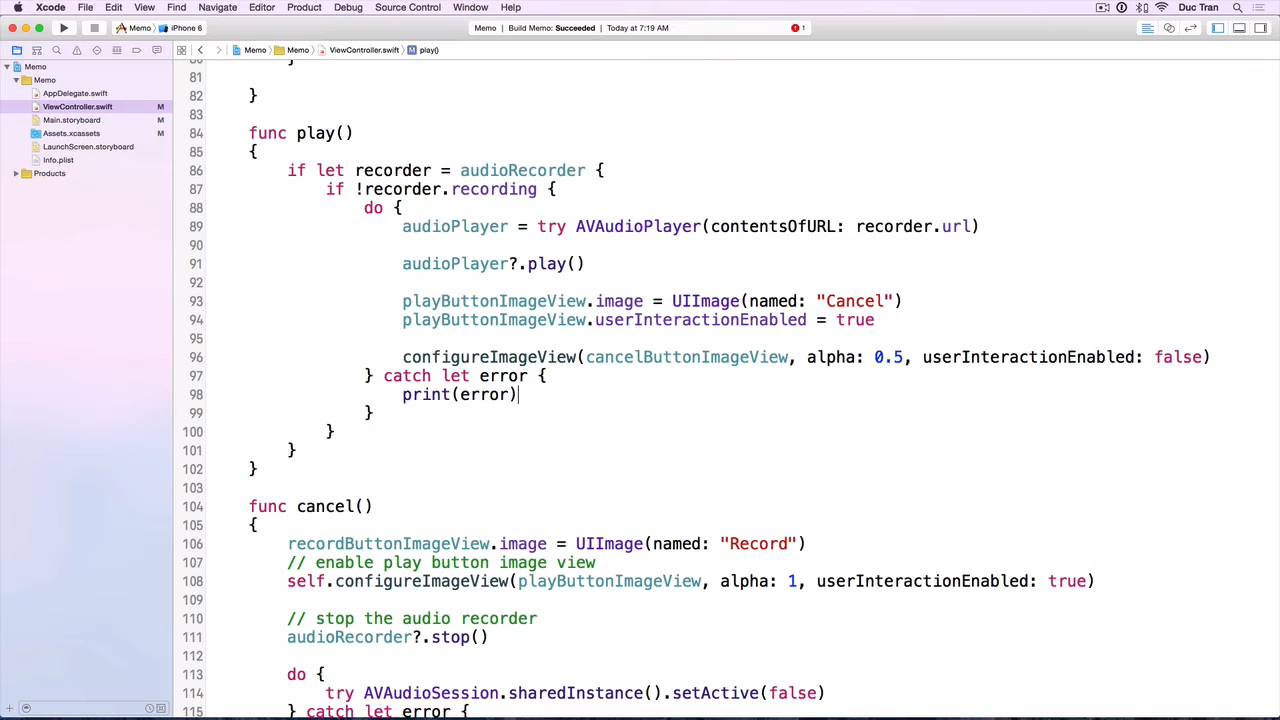 Xcode File Edit View Find Navigate Editor Product Debug Source Control Window Help Duc Tran
Memo iPhone 6 Memo Build Memo: Succeeded Today at 7:19 AM 1
Memo Memo ViewController.swift M play()
Memo
Memo
AppDelegate.swift
ViewController.swift M
Main.storyboard M
Assets.xcassets M
LaunchScreen.storyboard
Info.plist
Products
80 }
81
82 }
83
84 func play()
85 {
86 if let recorder = audioRecorder {
87 if !recorder.recording {
88 do {
89 audioPlayer = try AVAudioPlayer(contentsOfURL: recorder.url)
90
91 audioPlayer?.play()
92
93 playButtonImageView.image = UIImage(named: "Cancel")
94 playButtonImageView.userInteractionEnabled = true
95
96 configureImageView(cancelButtonImageView, alpha: 0.5, userInteractionEnabled: false)
97 } catch let error {
98 print(error)
99 }
100 }
101 }
102 }
103
104 func cancel()
105 {
106 recordButtonImageView.image = UIImage(named: "Record")
107 // enable play button image view
108 self.configureImageView(playButtonImageView, alpha: 1, userInteractionEnabled: true)
109
110 // stop the audio recorder
111 audioRecorder?.stop()
112
113 do {
114 try AVAudioSession.sharedInstance().setActive(false)
115 } catch let error {